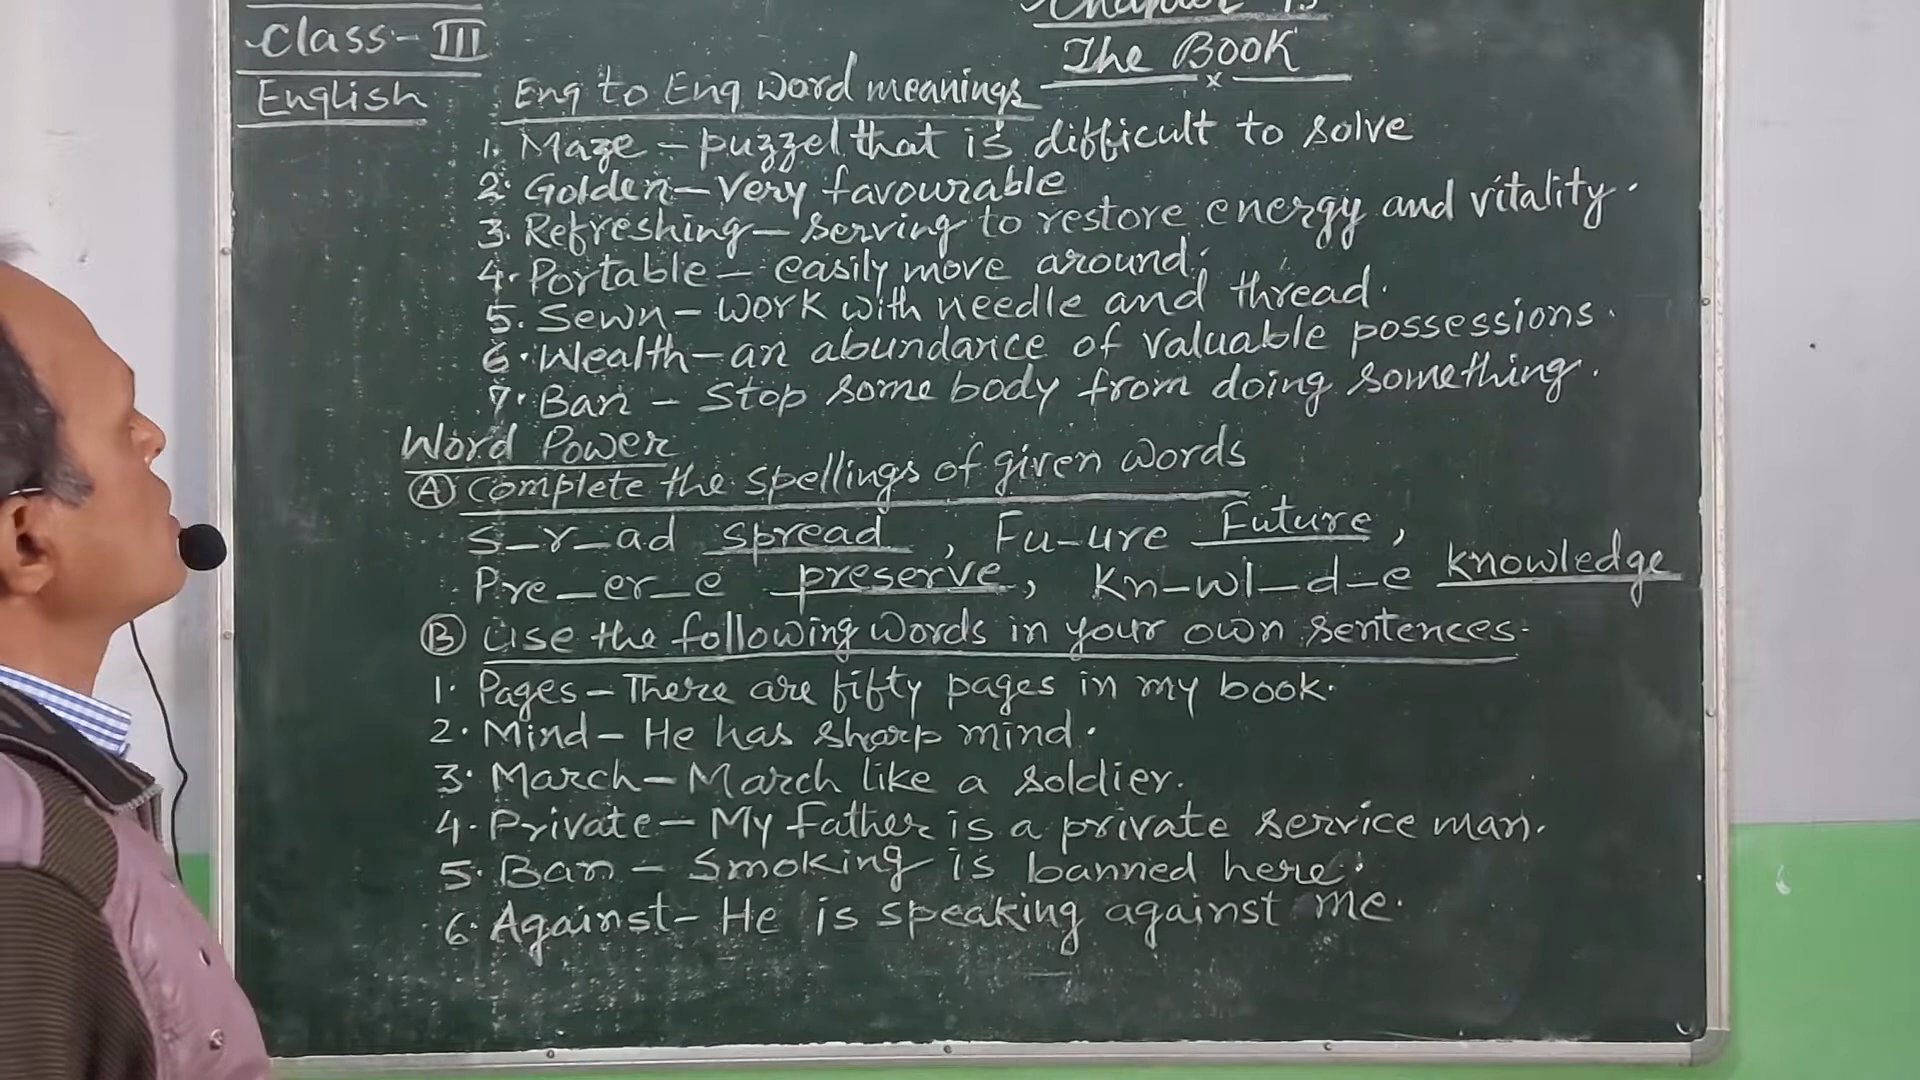 Class - III
The Book
English
Eng to Eng word meanings
1. Maze - puzzel that is difficult to solve
2. Golden - Very favourable
3. Refreshing - Serving to restore energy and vitality.
4. Portable - easily move around.
5. Sewn - work with needle and thread.
6. Wealth - an abundance of valuable possessions.
7. Ban - Stop some body from doing something.
Word Power
(A) Complete the spellings of given words
S_r_ad spread, Fu_ure Future,
Pre_er_e preserve, Kn_wl_d_e knowledge
(B) Use the following words in your own sentences.
1. Pages - There are fifty pages in my book.
2. Mind - He has sharp mind.
3. March - March like a soldier.
4. Private - My Father is a private service man.
5. Ban - Smoking is banned here.
6. Against - He is speaking against me.